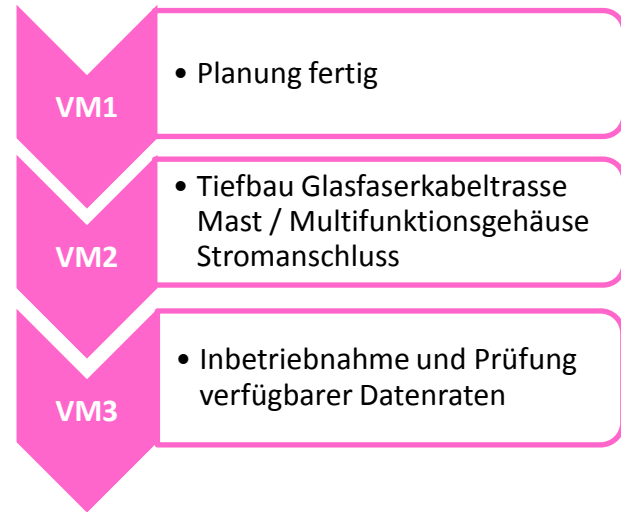 VM1
• Planung fertig
VM2
• Tiefbau Glasfaserkabeltrasse
Mast / Multifunktionsgehäuse
Stromanschluss
VM3
• Inbetriebnahme und Prüfung
verfügbarer Datenraten